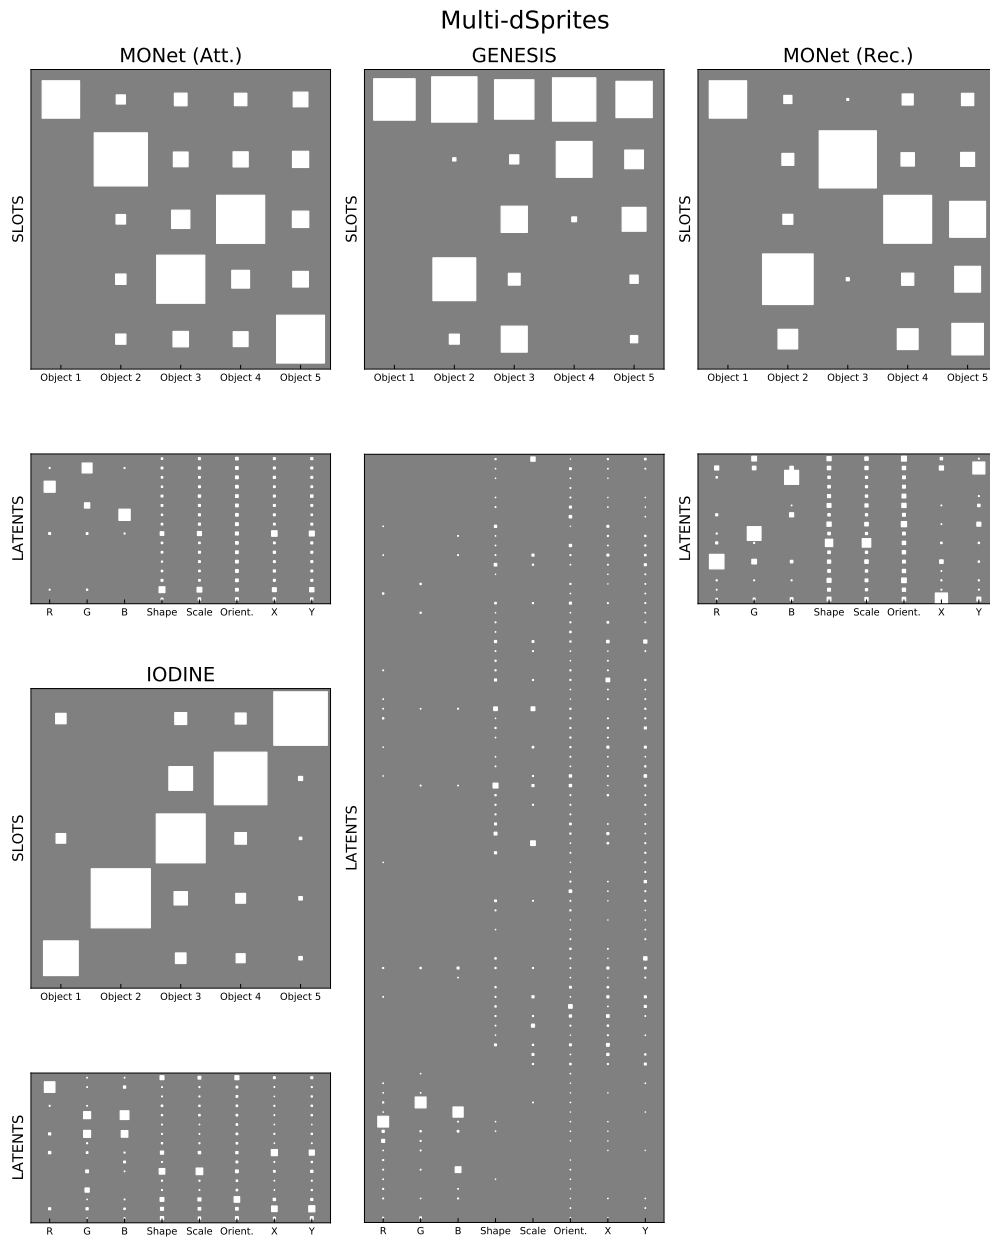 Multi-dSprites
MONet (Att.)
GENESIS
MONet (Rec.)
SLOTS
SLOTS
SLOTS
Object 1 Object 2 Object 3 Object 4 Object 5
Object 1 Object 2 Object 3 Object 4 Object 5
Object 1 Object 2 Object 3 Object 4 Object 5
LATENTS
R G B Shape Scale Orient. X Y
LATENTS
R G B Shape Scale Orient. X Y
IODINE
SLOTS
Object 1 Object 2 Object 3 Object 4 Object 5
LATENTS
LATENTS
R G B Shape Scale Orient. X Y
R G B Shape Scale Orient. X Y